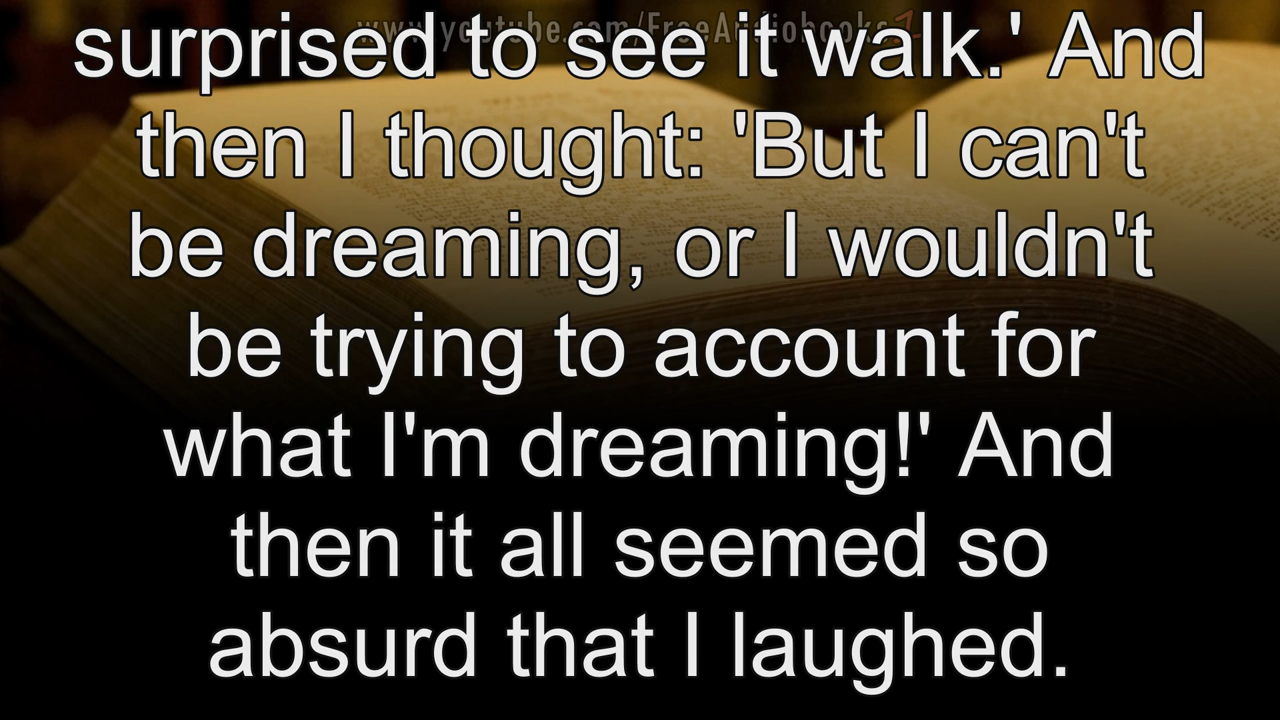 www.youtube.com/FreeAudiobooks1
surprised to see it walk.' And
then I thought: 'But I can't
be dreaming, or I wouldn't
be trying to account for
what I'm dreaming!' And
then it all seemed so
absurd that I laughed.